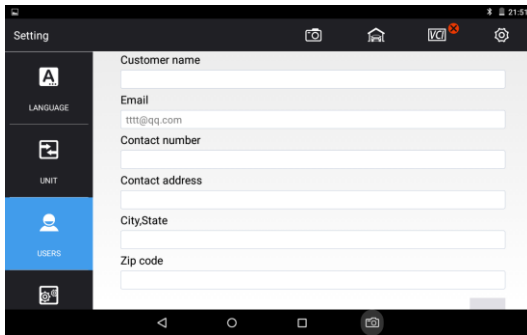 21:51
Setting
VCI
A
LANGUAGE
UNIT
USERS
Customer name
Email
tttt@qq.com
Contact number
Contact address
City,State
Zip code